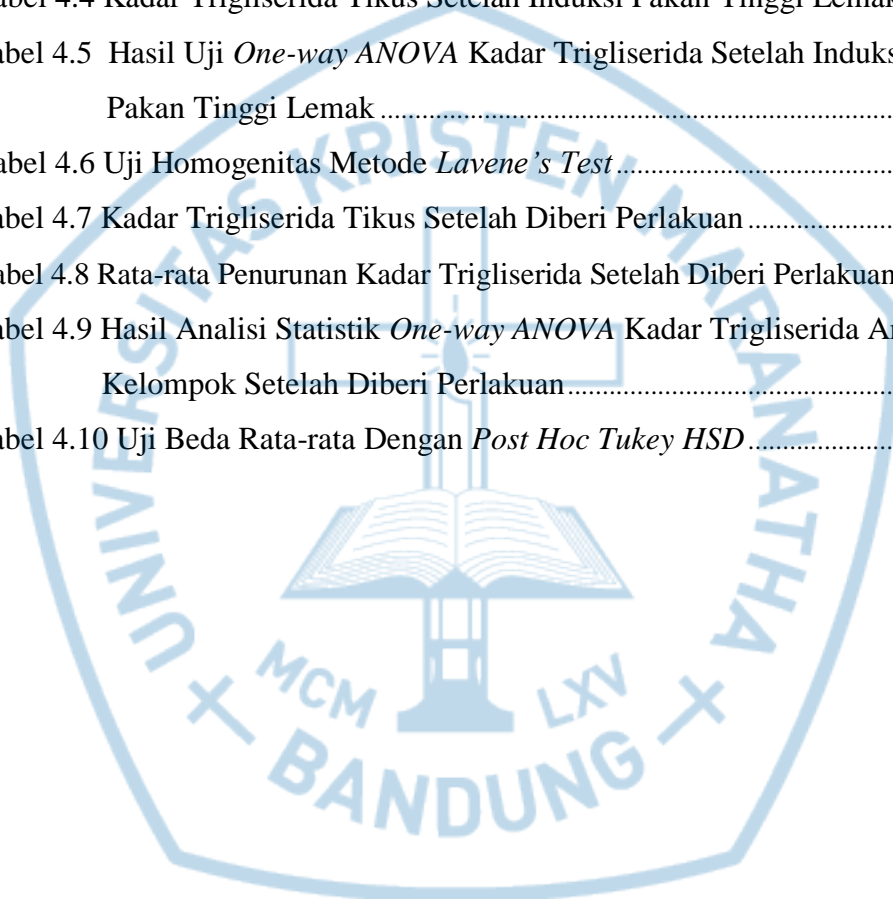 abel 4.4 Kadar Trigliserida Tikus Setelah Induksi Pakan Tinggi Lemak
abel 4.5 Hasil Uji One-way ANOVA Kadar Trigliserida Setelah Induks
Pakan Tinggi Lemak ................................................................................
abel 4.6 Uji Homogenitas Metode Lavene's Test ............................................
abel 4.7 Kadar Trigliserida Tikus Setelah Diberi Perlakuan .........................
abel 4.8 Rata-rata Penurunan Kadar Trigliserida Setelah Diberi Perlakuan
abel 4.9 Hasil Analisi Statistik One-way ANOVA Kadar Trigliserida A
Kelompok Setelah Diberi Perlakuan ....................................................
abel 4.10 Uji Beda Rata-rata Dengan Post Hoc Tukey HSD .........................
UNIVERSITAS KRISTEN MARANATHA
MCM LXV
BANDUNG